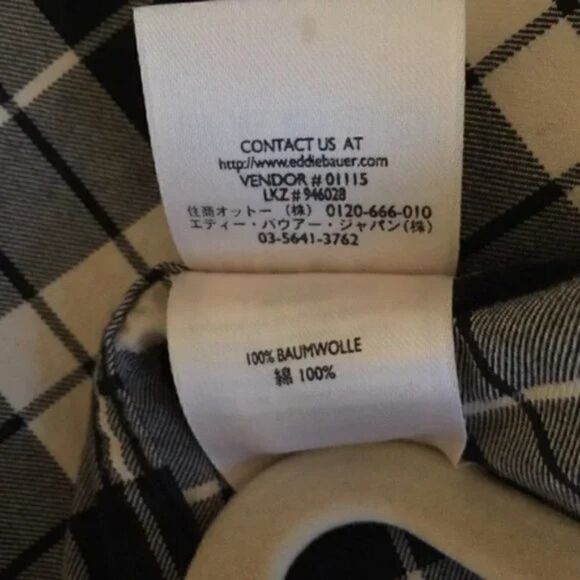 CONTACT US AT
http://www.eddiebauer.com
VENDOR # 01115
LKZ # 946028
住商オットー (株) 0120-666-010
エディー・バウアー・ジャパン(株)
03-5641-3762
100% BAUMWOLLE
綿 100%